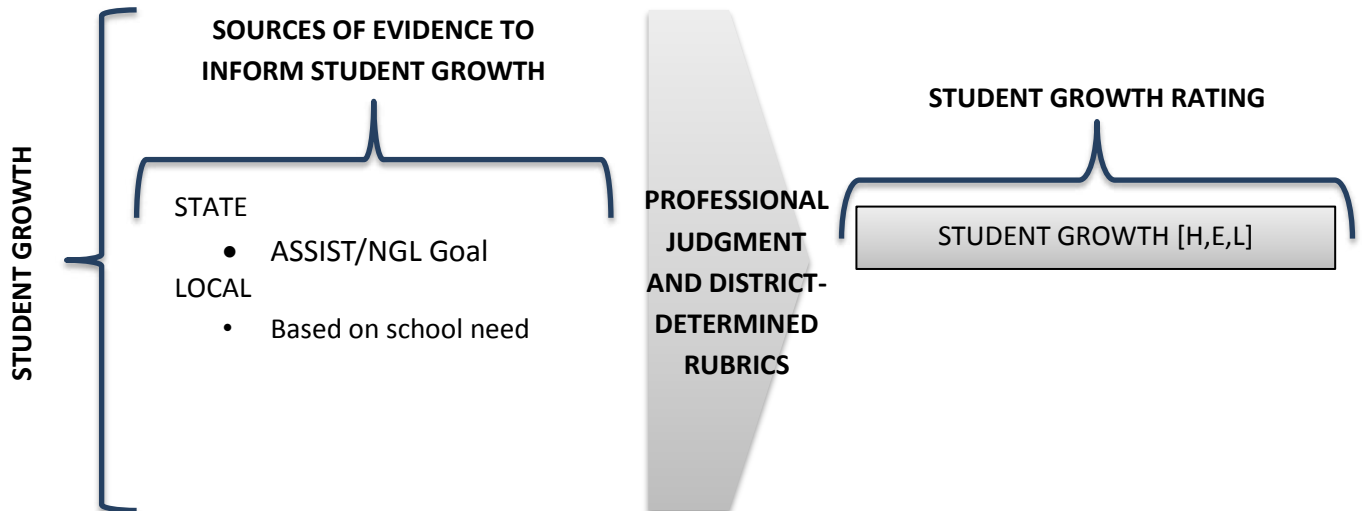 STUDENT GROWTH
SOURCES OF EVIDENCE TO
INFORM STUDENT GROWTH
STATE
● ASSIST/NGL Goal
LOCAL
• Based on school need
PROFESSIONAL
JUDGMENT
AND DISTRICT-
DETERMINED
RUBRICS
STUDENT GROWTH RATING
STUDENT GROWTH [H,E,L]